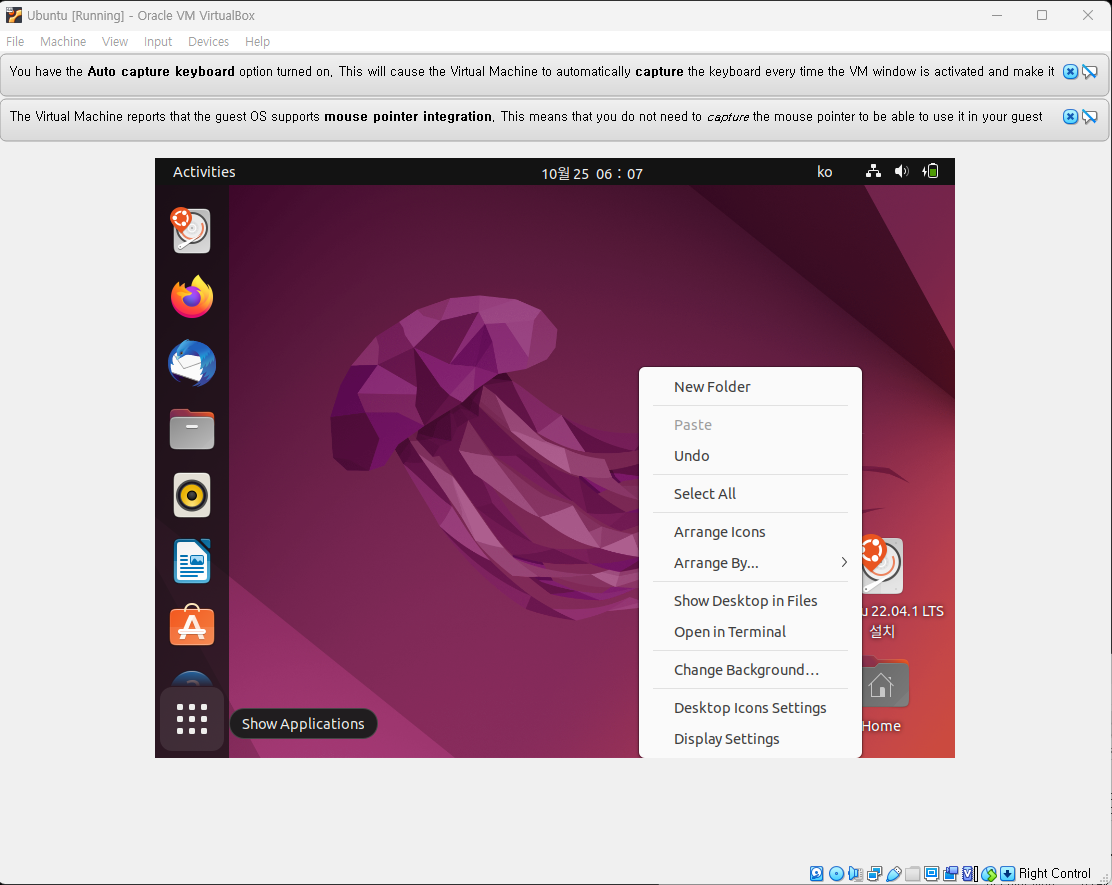 Ubuntu [Running] - Oracle VM VirtualBox
File Machine View Input Devices Help
You have the Auto capture keyboard option turned on. This will cause the Virtual Machine to automatically capture the keyboard every time the VM window is activated and make it
The Virtual Machine reports that the guest OS supports mouse pointer integration. This means that you do not need to capture the mouse pointer to be able to use it in your guest
Activities 10월 25 06 : 07 ko
New Folder
Paste
Undo
Select All
Arrange Icons
Arrange By...
Show Desktop in Files
Open in Terminal
Change Background...
Desktop Icons Settings
Display Settings
22.04.1 LTS
설치
Home
Show Applications
Right Control